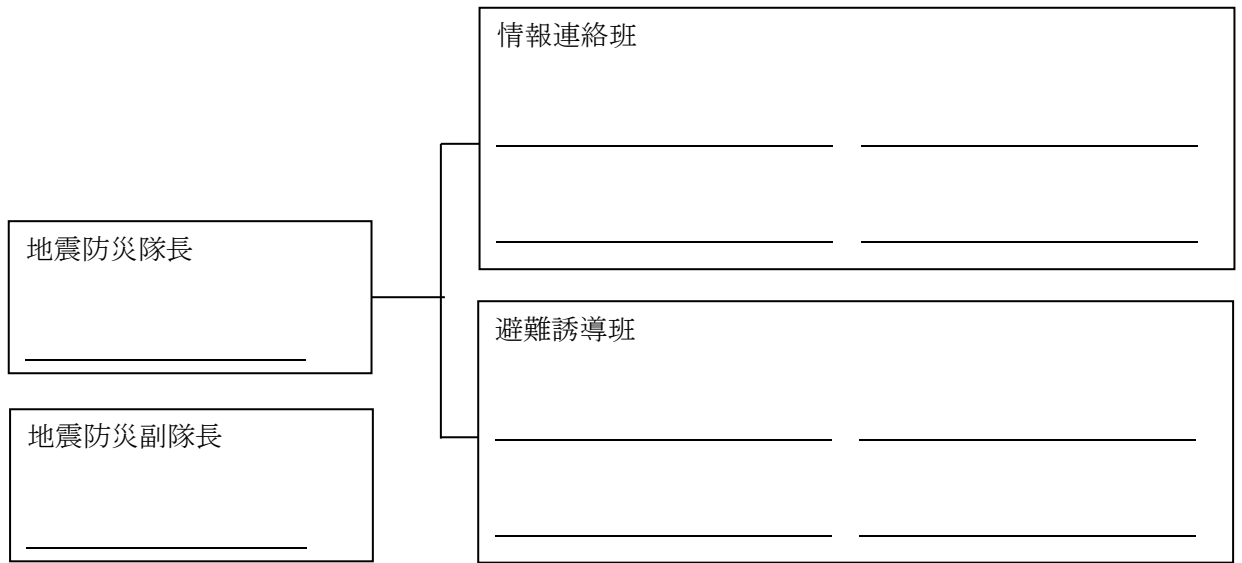 情報連絡班
地震防災隊長
避難誘導班
地震防災副隊長